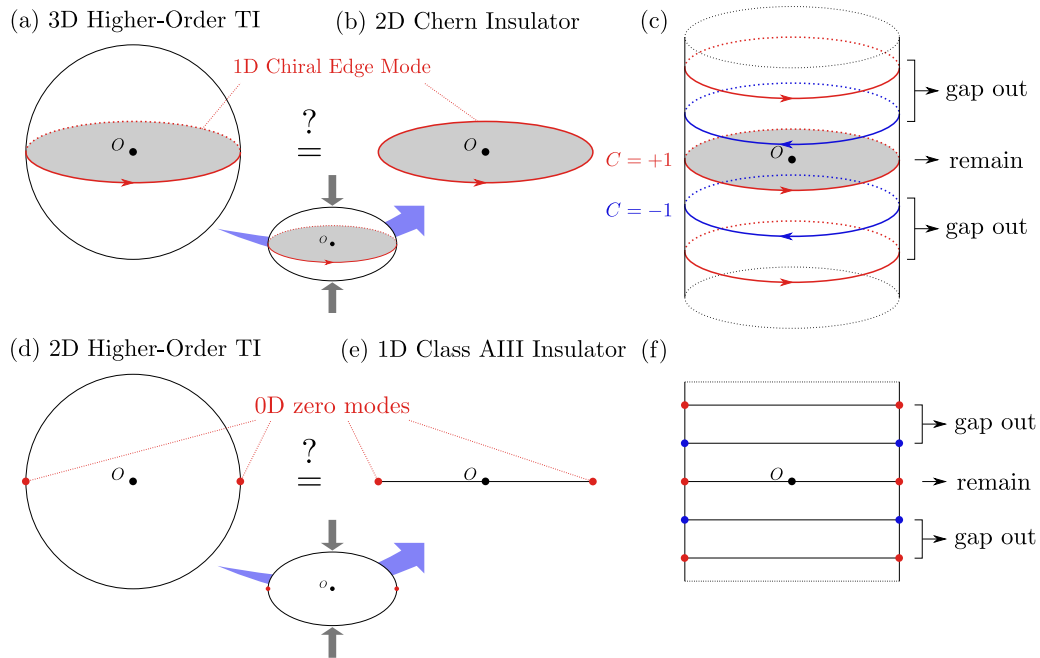 (a) 3D Higher-Order TI
(b) 2D Chern Insulator
(c)
1D Chiral Edge Mode
O
?
=
O
O
C = +1
C = −1
O
gap out
remain
gap out
(d) 2D Higher-Order TI
(e) 1D Class AIII Insulator
(f)
0D zero modes
O
?
=
O
O
O
gap out
remain
gap out